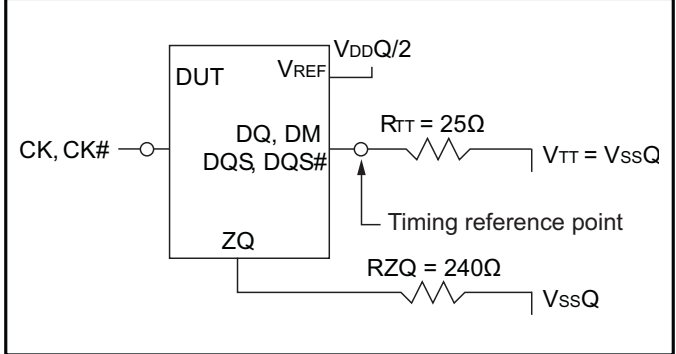 VDDQ/2
DUT
VREF
RTT = 25Ω
DQ, DM
CK, CK#
DQS, DQS#
VTT = VSSQ
Timing reference point
ZQ
RZQ = 240Ω
VSSQ